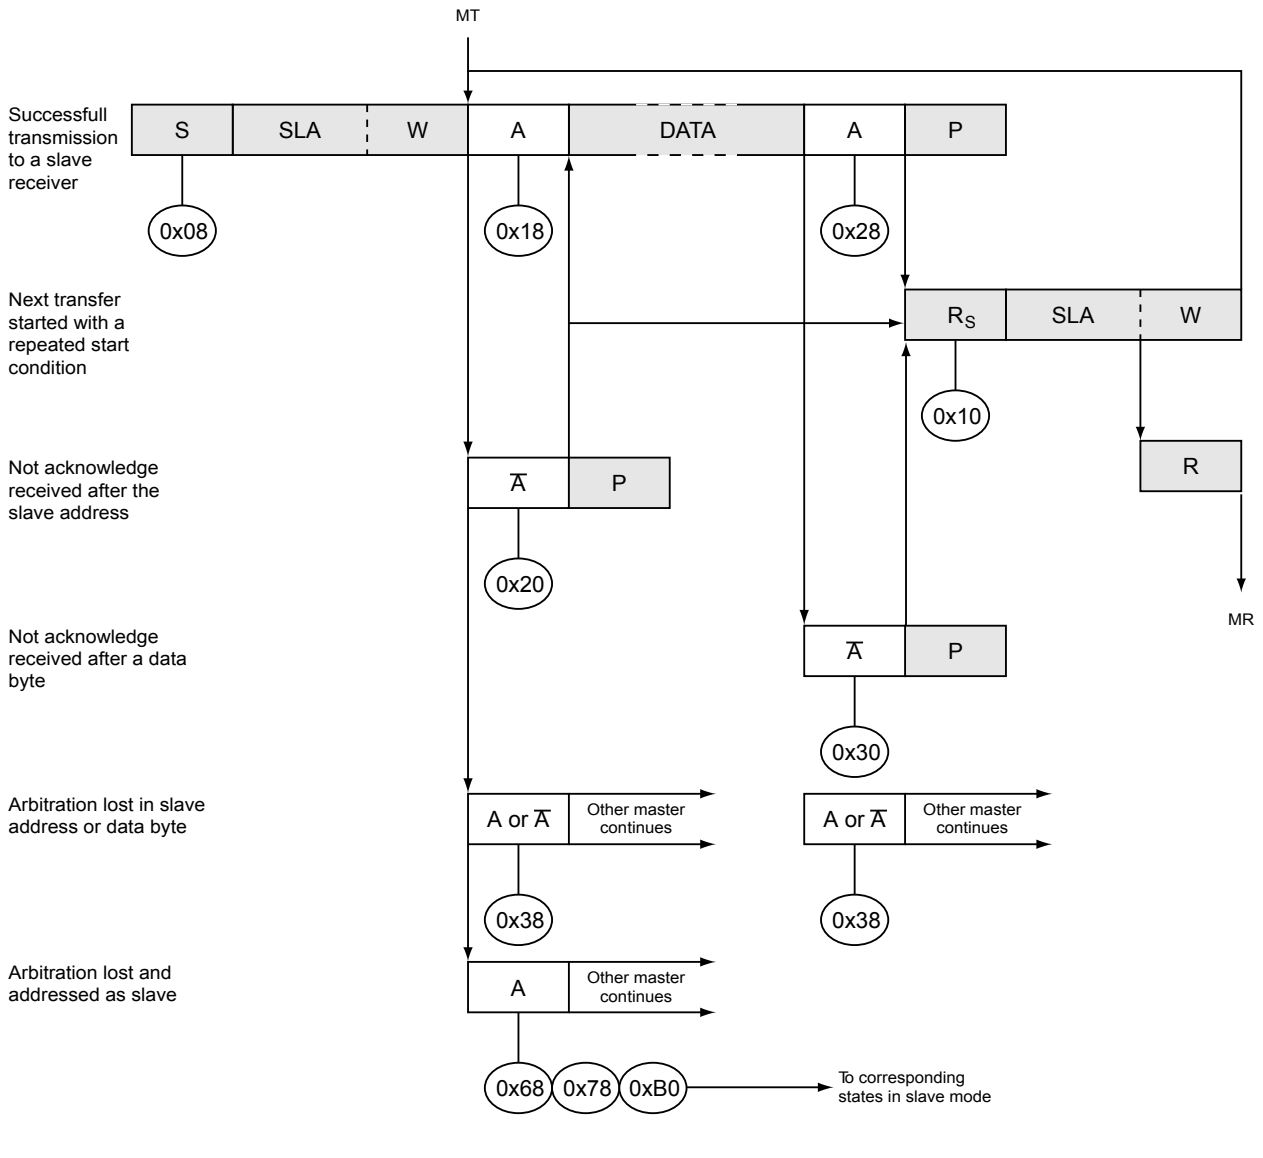 MT
Successfull
transmission
to a slave
receiver
S SLA W A DATA A P
0x08 0x18 0x28
Next transfer
started with a
repeated start
condition
RS SLA W
0x10
Not acknowledge
received after the
slave address
A̅ P
R
0x20
MR
Not acknowledge
received after a data
byte
A̅ P
0x30
Arbitration lost in slave
address or data byte
A or A̅
Other master
continues
A or A̅
Other master
continues
0x38 0x38
Arbitration lost and
addressed as slave
A
Other master
continues
0x68 0x78 0xB0
To corresponding
states in slave mode